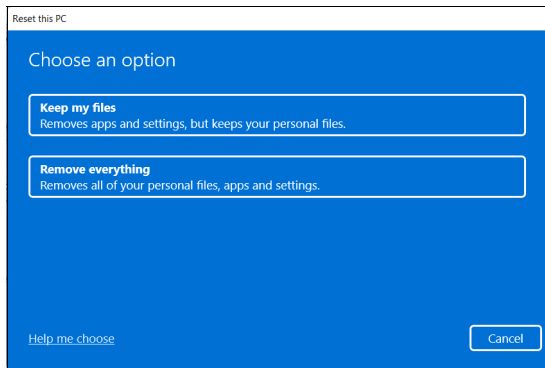 Reset this PC
Choose an option
Keep my files
Removes apps and settings, but keeps your personal files.
Remove everything
Removes all of your personal files, apps and settings.
Help me choose
Cancel